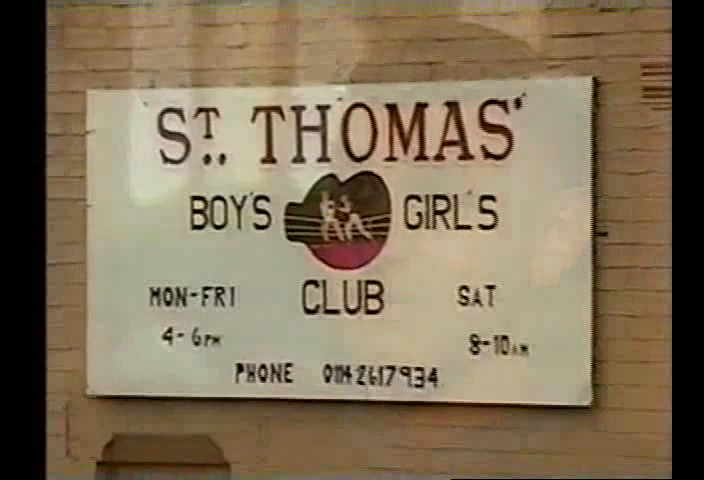 ST. THOMAS'
BOY'S GIRL'S
MON-FRI CLUB SAT
4-6PM 8-10AM
PHONE 0114 2617934